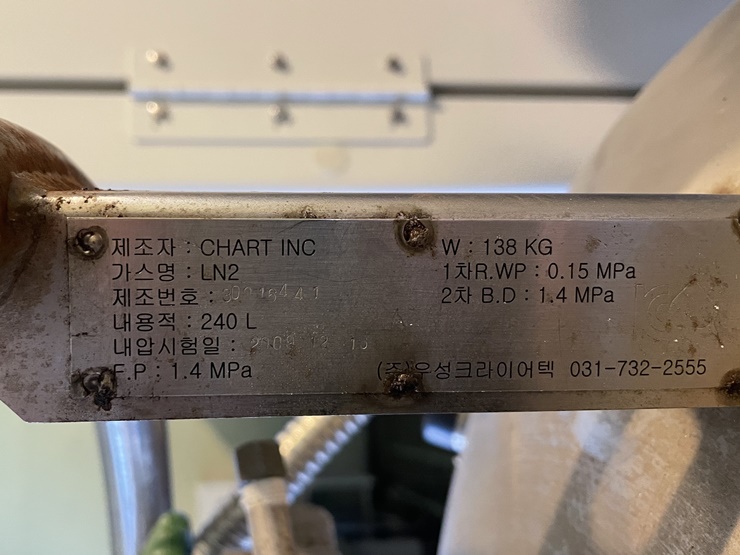 제조자 : CHART INC
가스명 : LN2
제조번호 :
내용적 : 240 L
내압시험일 :
F.P : 1.4 MPa
W : 138 KG
1차R.WP : 0.15 MPa
2차 B.D : 1.4 MPa
(주)우성크라이어텍 031-732-2555